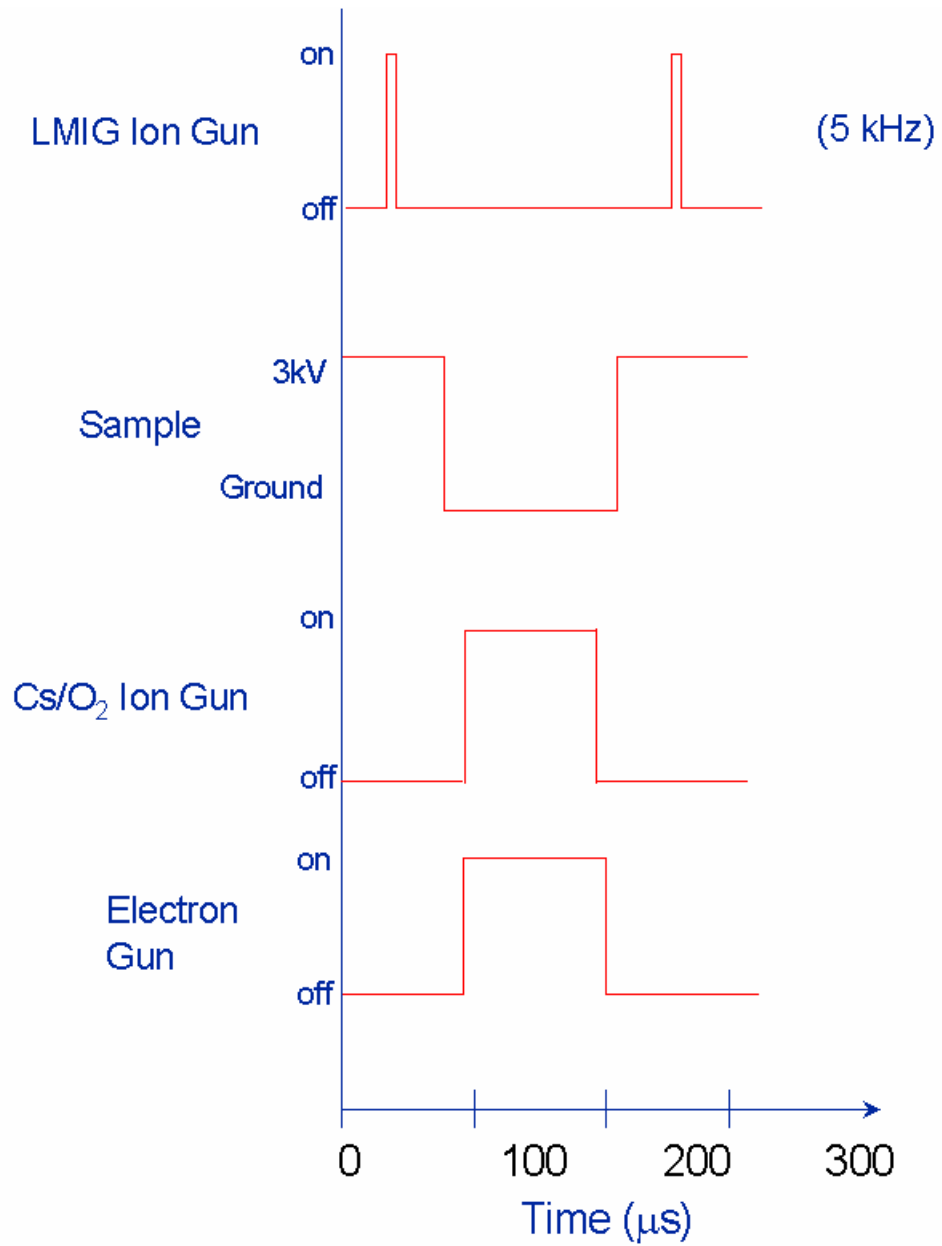 on
LMIG Ion Gun
(5 kHz)
off
3kV
Sample
Ground
on
Cs/O₂ Ion Gun
off
on
Electron
Gun
off
0 100 200 300
Time (μs)